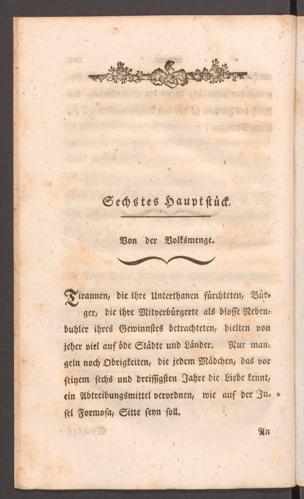 Sechstes Hauptstück.
Von der Volksmenge.
Tirannen, die ihre Unterthanen fürchteten, Bür-
ger, die ihre Mitverbürgerte als blosse Neben-
buhler ihres Gewinnstes betrachteten, hielten von
jeher viel auf öde Städte und Länder. Nur man-
geln noch Obrigkeiten, die jedem Mädchen, das vor
seinem sechs und dreissigsten Jahre die Liebe kennt,
ein Abtreibungsmittel verordnen, wie auf der In-
sel Formosa, Sitte seyn soll.
An